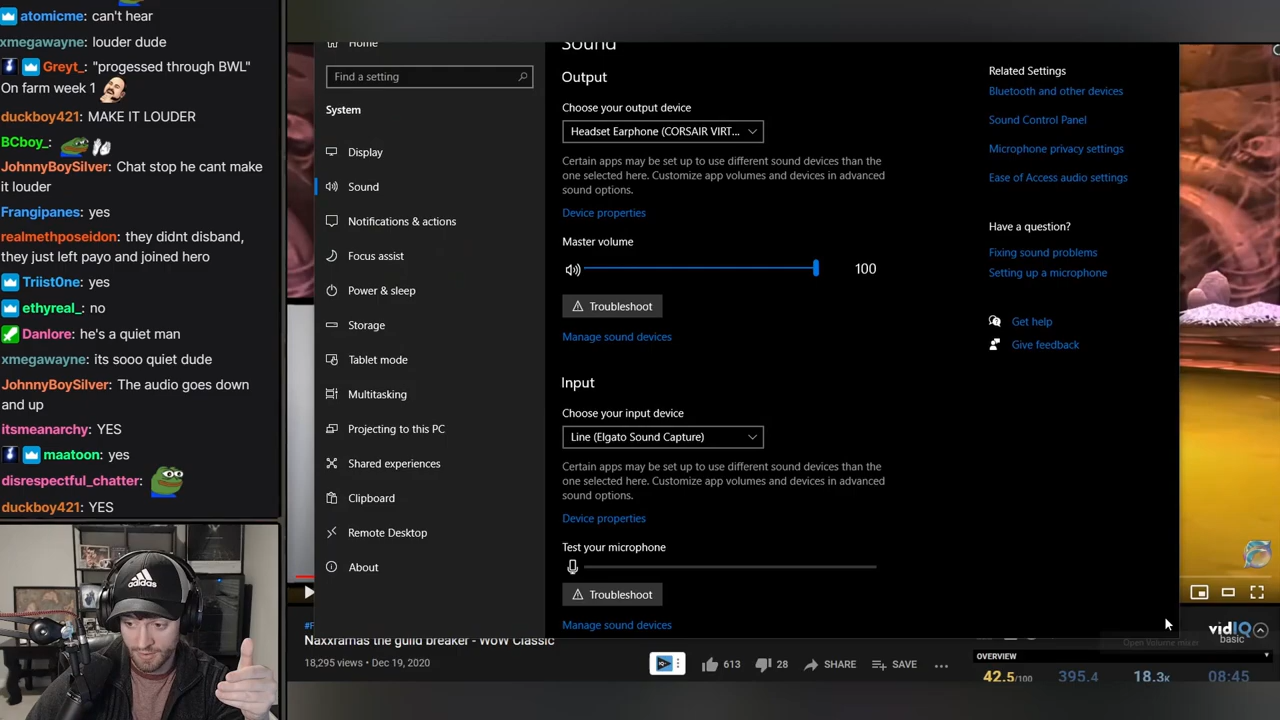 atomicme: can't hear
xmegawayne: louder dude
Greyt_: "progessed through BWL"
On farm week 1
duckboy421: MAKE IT LOUDER
BCboy_:
JohnnyBoySilver: Chat stop he cant make
it louder
Frangipanes: yes
realmethposeidon: they didnt disband,
they just left payo and joined hero
Triist0ne: yes
ethyreal_: no
Danlore: he's a quiet man
xmegawayne: its sooo quiet dude
JohnnyBoySilver: The audio goes down
and up
itsmeanarchy: YES
maatoon: yes
disrespectful_chatter:
duckboy421: YES
adidas
Home
Find a setting
System
Display
Sound
Notifications & actions
Focus assist
Power & sleep
Storage
Tablet mode
Multitasking
Projecting to this PC
Shared experiences
Clipboard
Remote Desktop
About
Sound
Output
Choose your output device
Headset Earphone (CORSAIR VIRT...
Certain apps may be set up to use different sound devices than the
one selected here. Customize app volumes and devices in advanced
sound options.
Device properties
Master volume
100
Troubleshoot
Manage sound devices
Input
Choose your input device
Line (Elgato Sound Capture)
Certain apps may be set up to use different sound devices than the
one selected here. Customize app volumes and devices in advanced
sound options.
Device properties
Test your microphone
Troubleshoot
Manage sound devices
Related Settings
Bluetooth and other devices
Sound Control Panel
Microphone privacy settings
Ease of Access audio settings
Have a question?
Fixing sound problems
Setting up a microphone
Get help
Give feedback
Naxxramas the guild breaker - WoW Classic
18,295 views • Dec 19, 2020
613
28
SHARE
SAVE
Open Volume mixer
vidIQ
basic
OVERVIEW
42.5/100
395.4
18.3K
08:45